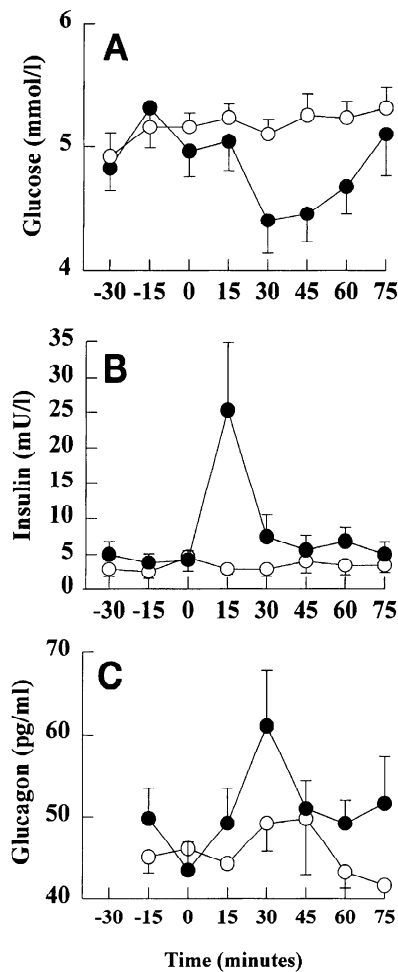 A
Glucose (mmol/l)
6
5
4
-30 -15 0 15 30 45 60 75
B
Insulin (mU/l)
35
30
25
20
15
10
5
0
-30 -15 0 15 30 45 60 75
C
Glucagon (pg/ml)
70
60
50
40
-30 -15 0 15 30 45 60 75
Time (minutes)